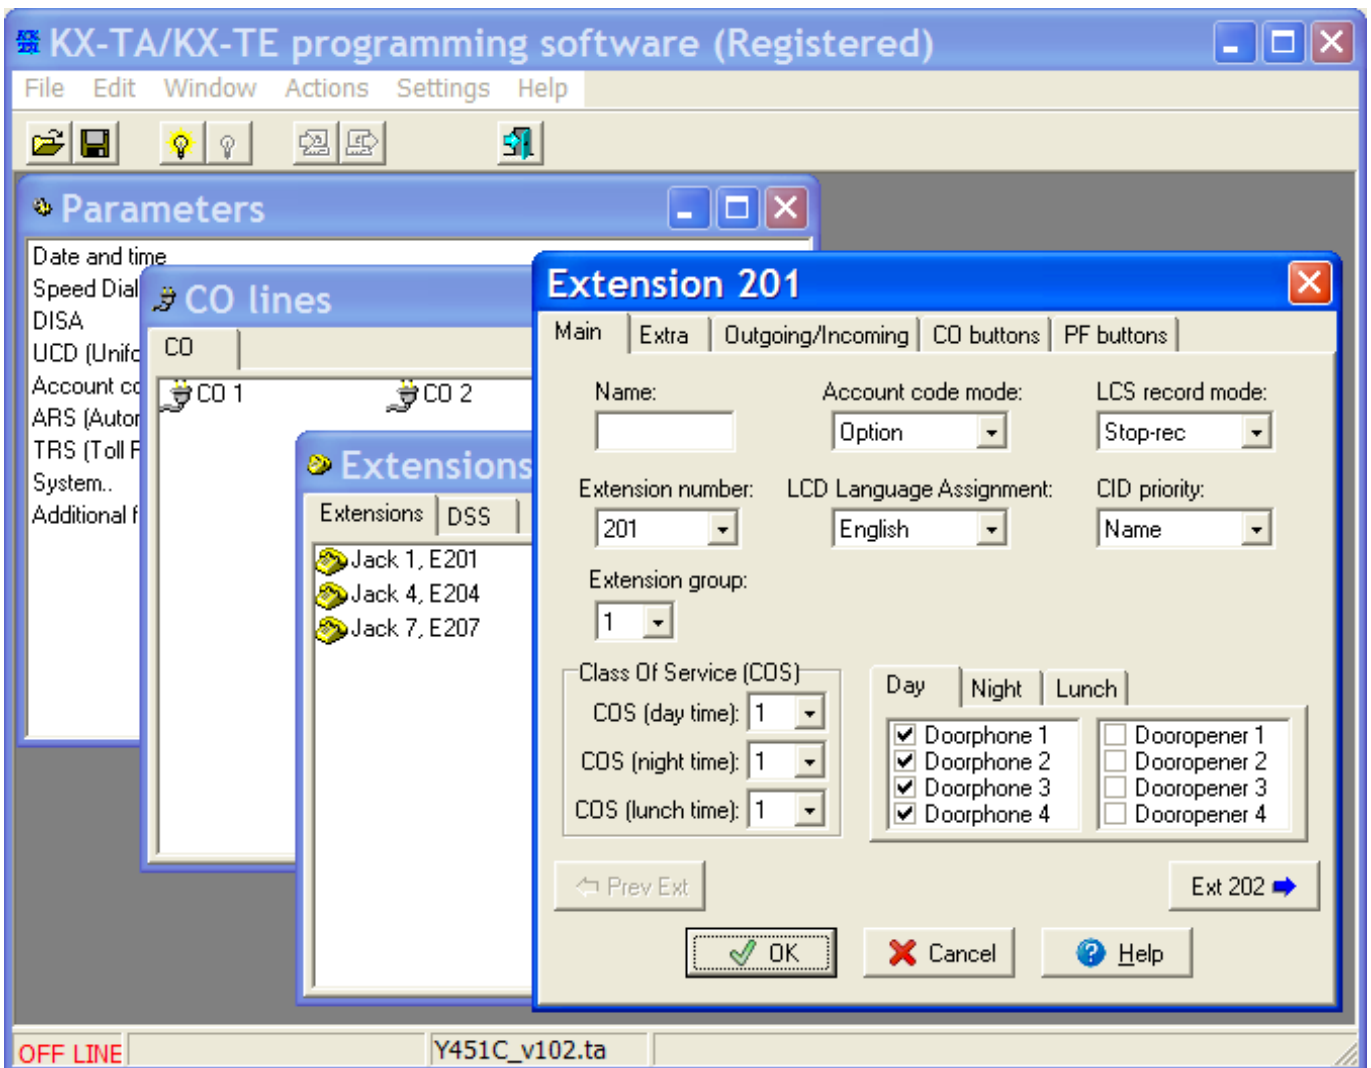 KX-TA/KX-TE programming software (Registered)
File Edit Window Actions Settings Help
Parameters
Date and time
Speed Dial
DISA
UCD (Unifo
Account co
ARS (Autor
TRS (Toll F
System..
Additional f
CO lines
CO
CO 1 CO 2
Extensions
Extensions DSS
Jack 1, E201
Jack 4, E204
Jack 7, E207
Extension 201
Main Extra Outgoing/Incoming CO buttons PF buttons
Name: Account code mode: LCS record mode:
Option Stop-rec
Extension number: LCD Language Assignment: CID priority:
201 English Name
Extension group:
1
Class Of Service (COS)
COS (day time): 1
COS (night time): 1
COS (lunch time): 1
Day Night Lunch
Doorphone 1 Dooropener 1
Doorphone 2 Dooropener 2
Doorphone 3 Dooropener 3
Doorphone 4 Dooropener 4
Prev Ext Ext 202
OK Cancel Help
OFF LINE Y451C_v102.ta